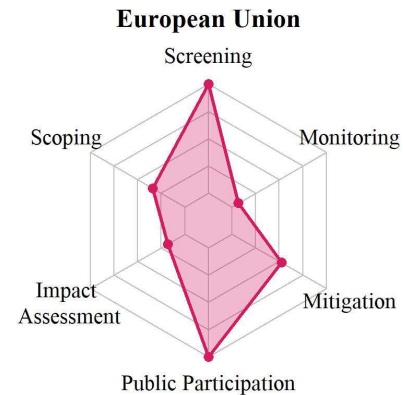 European Union
Screening
Scoping
Monitoring
Impact
Assessment
Mitigation
Public Participation